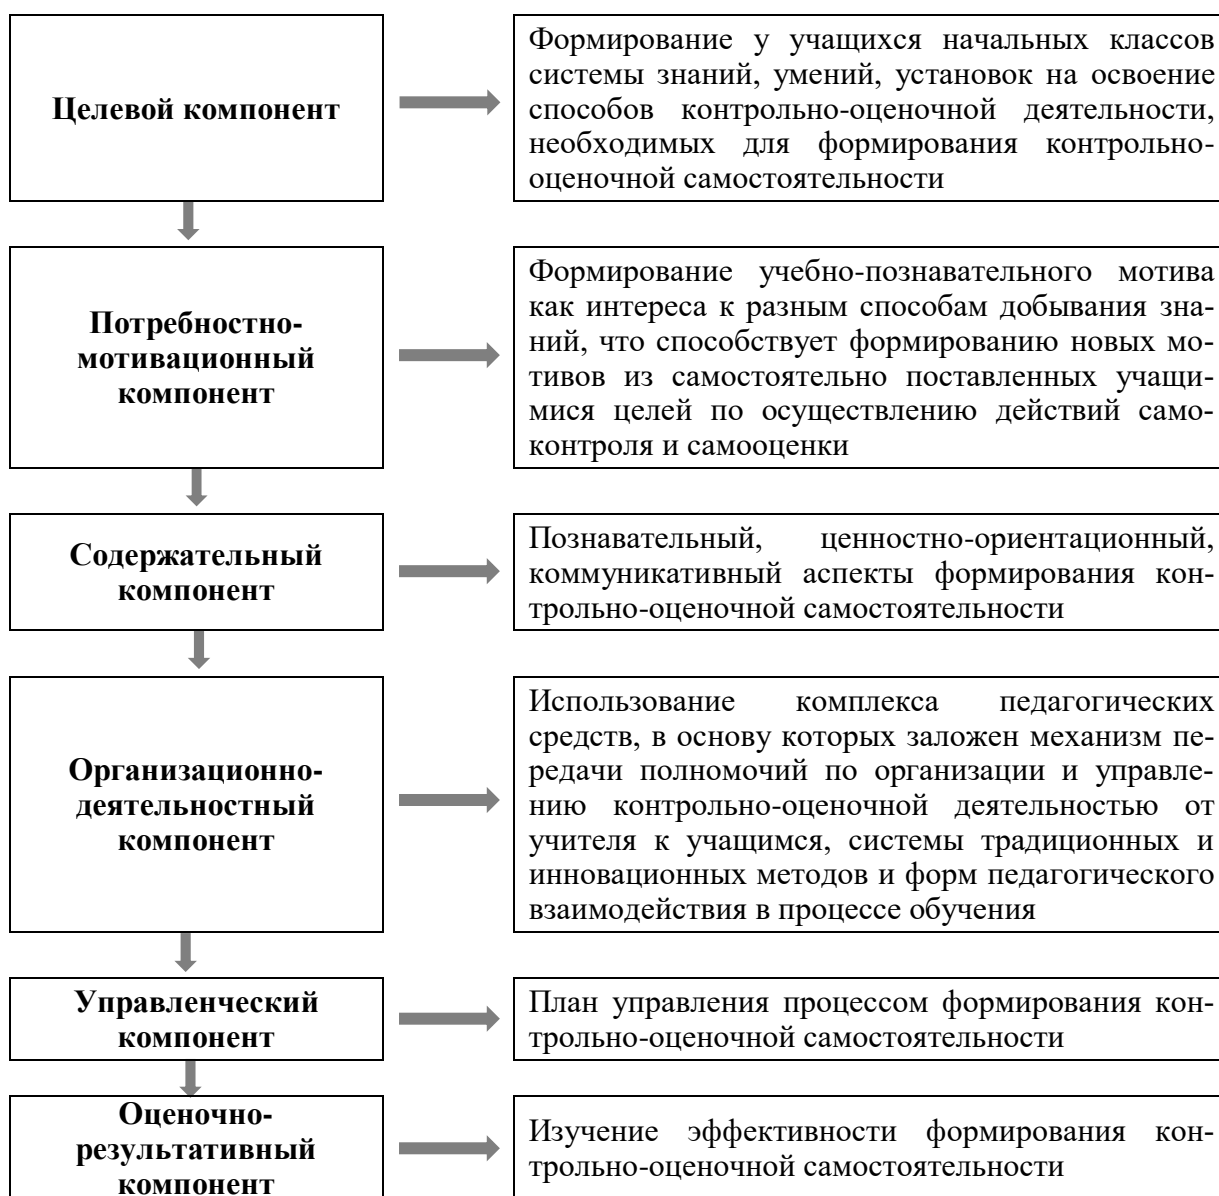 Целевой компонент
Формирование у учащихся начальных классов
системы знаний, умений, установок на освоение
способов контрольно-оценочной деятельности,
необходимых для формирования контрольно-
оценочной самостоятельности
Потребностно-
мотивационный
компонент
Формирование учебно-познавательного мотива
как интереса к разным способам добывания зна-
ний, что способствует формированию новых мо-
тивов из самостоятельно поставленных учащи-
мися целей по осуществлению действий само-
контроля и самооценки
Содержательный
компонент
Познавательный, ценностно-ориентационный,
коммуникативный аспекты формирования кон-
трольно-оценочной самостоятельности
Организационно-
деятельностный
компонент
Использование комплекса педагогических
средств, в основу которых заложен механизм пе-
редачи полномочий по организации и управле-
нию контрольно-оценочной деятельностью от
учителя к учащимся, системы традиционных и
инновационных методов и форм педагогического
взаимодействия в процессе обучения
Управленческий
компонент
План управления процессом формирования кон-
трольно-оценочной самостоятельности
Оценочно-
результативный
компонент
Изучение эффективности формирования кон-
трольно-оценочной самостоятельности